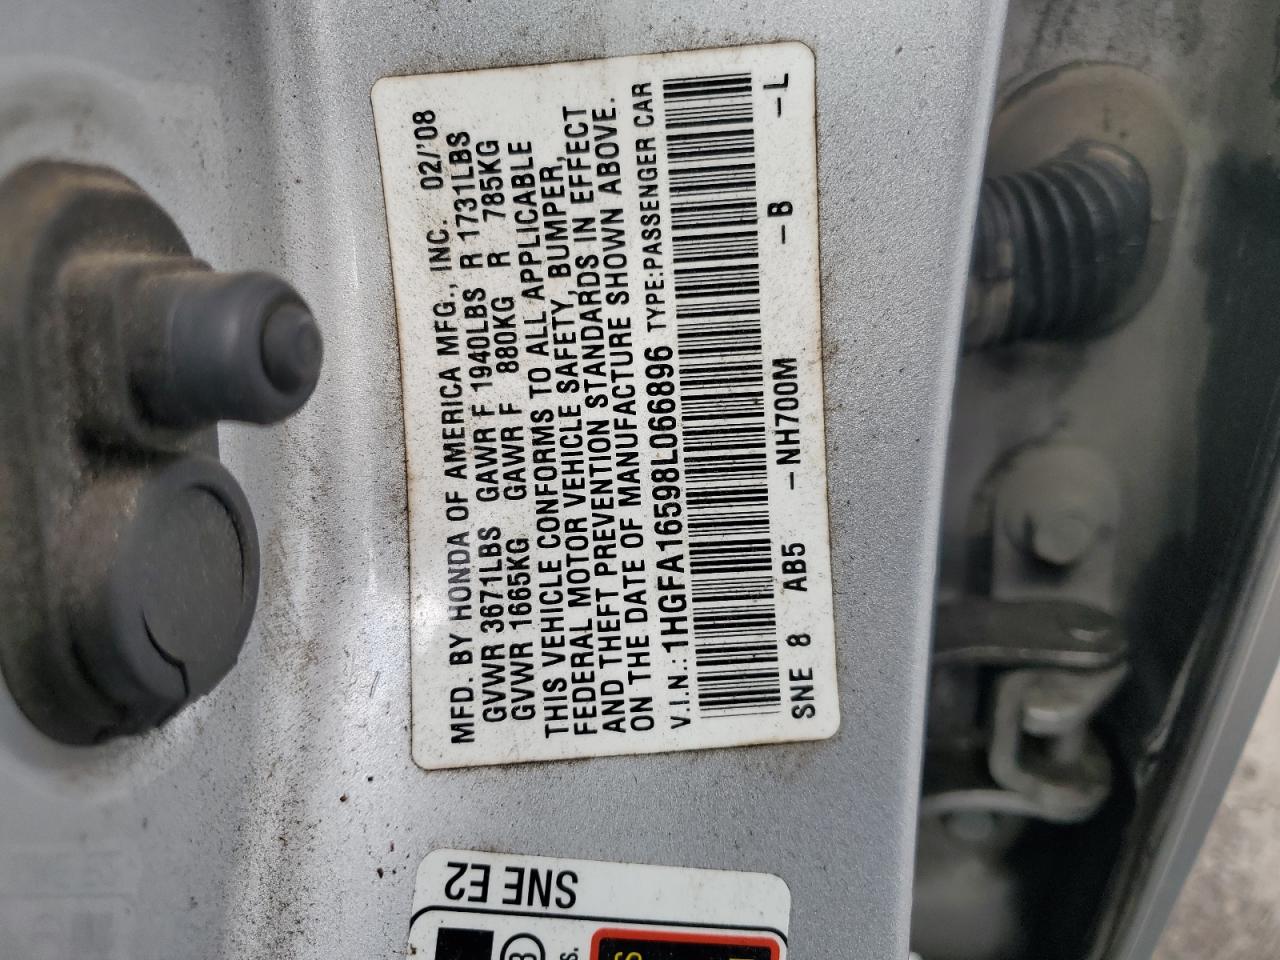 MFD. BY HONDA OF AMERICA MFG., INC. 02/'08
GVWR 3671LBS GAWR F 1940LBS R 1731LBS
GVWR 1665KG GAWR F 880KG R 785KG
THIS VEHICLE CONFORMS TO ALL APPLICABLE
FEDERAL MOTOR VEHICLE SAFETY, BUMPER,
AND THEFT PREVENTION STANDARDS IN EFFECT
ON THE DATE OF MANUFACTURE SHOWN ABOVE.
V.I.N.: 1HGFA16598L066896 TYPE:PASSENGER CAR
SNE 8 AB5 -NH700M -B -L
SNE E2